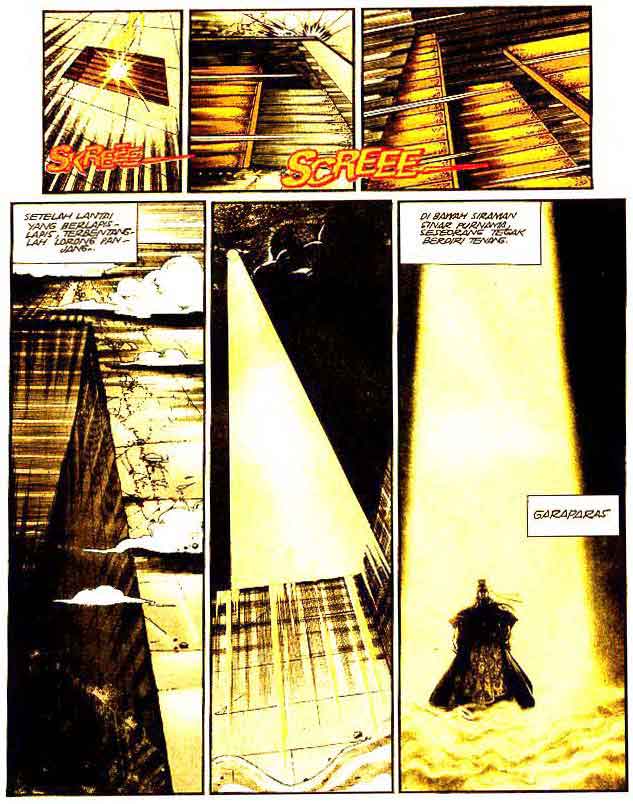 SKREEE
SCREEE
SETELAH LANTAI
YANG BERLAPIS-
LAPIS, TERBENTANG-
LAH LORONG PAN-
JANG.
DI BAWAH SIRAMAN
SINAR PURNAMA,
SESEORANG TEGAK
BERDIRI TENANG.
GARAPARAS